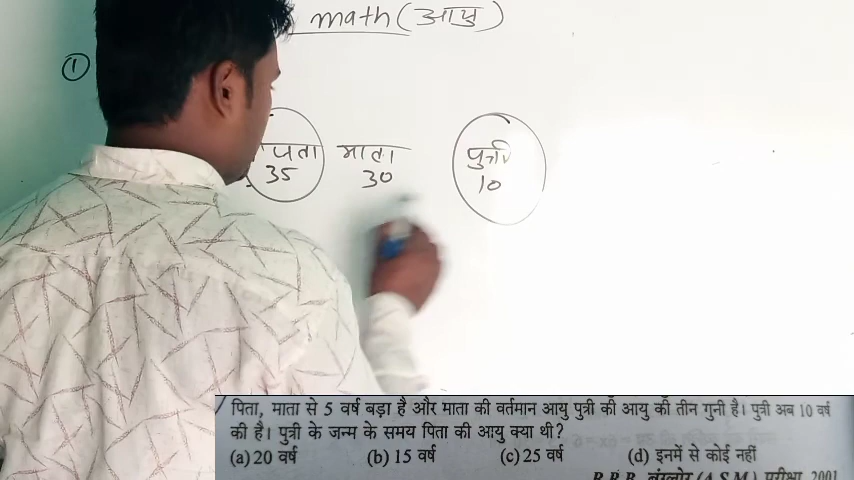 math (आयु)
①
पिता माता पुत्री
35 30 10
पिता, माता से 5 वर्ष बड़ा है और माता की वर्तमान आयु पुत्री की आयु की तीन गुनी है। पुत्री अब 10 वर्ष
की है। पुत्री के जन्म के समय पिता की आयु क्या थी?
(a) 20 वर्ष (b) 15 वर्ष (c) 25 वर्ष (d) इनमें से कोई नहीं
R.R.B. बंगलोर (A.S.M.) परीक्षा, 2001